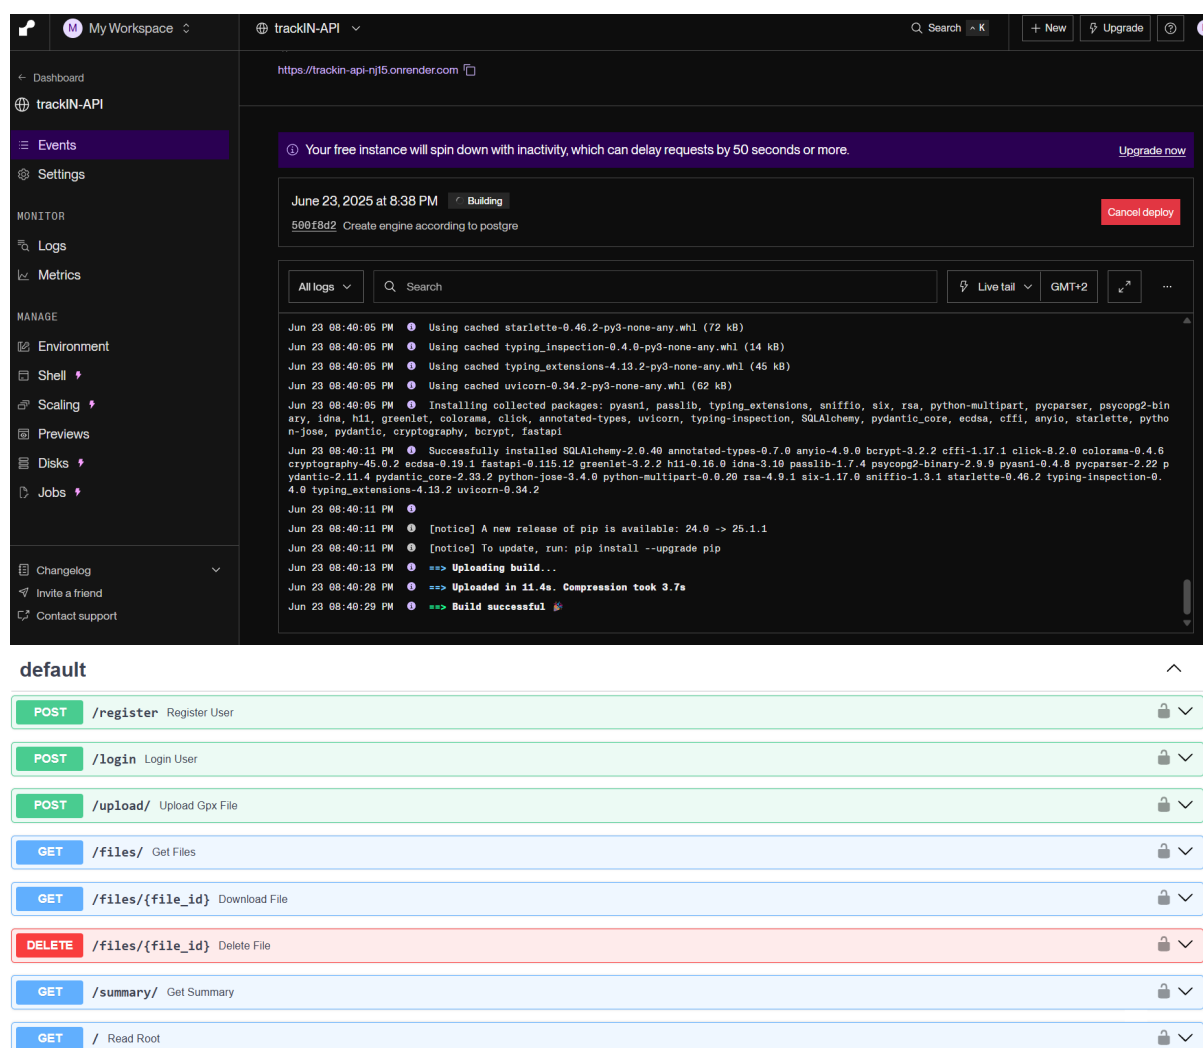 M My Workspace
trackIN-API
Search ^ K
+ New
Upgrade
← Dashboard
trackIN-API
Events
Settings
MONITOR
Logs
Metrics
MANAGE
Environment
Shell
Scaling
Previews
Disks
Jobs
Changelog
Invite a friend
Contact support
https://trackin-api-nj15.onrender.com
Your free instance will spin down with inactivity, which can delay requests by 50 seconds or more.
Upgrade now
June 23, 2025 at 8:38 PM Building
500f8d2 Create engine according to postgre
Cancel deploy
All logs
Search
Live tail
GMT+2
...
Jun 23 08:40:05 PM Using cached starlette-0.46.2-py3-none-any.whl (72 kB)
Jun 23 08:40:05 PM Using cached typing_inspection-0.4.0-py3-none-any.whl (14 kB)
Jun 23 08:40:05 PM Using cached typing_extensions-4.13.2-py3-none-any.whl (45 kB)
Jun 23 08:40:05 PM Using cached uvicorn-0.34.2-py3-none-any.whl (62 kB)
Jun 23 08:40:05 PM Installing collected packages: pyasn1, passlib, typing_extensions, sniffio, six, rsa, python-multipart, pycparser, psycopg2-bin
ary, idna, h11, greenlet, colorama, click, annotated-types, uvicorn, typing-inspection, SQLAlchemy, pydantic_core, ecdsa, cffi, anyio, starlette, pytho
n-jose, pydantic, cryptography, bcrypt, fastapi
Jun 23 08:40:11 PM Successfully installed SQLAlchemy-2.0.40 annotated-types-0.7.0 anyio-4.9.0 bcrypt-3.2.2 cffi-1.17.1 click-8.2.0 colorama-0.4.6
cryptography-45.0.2 ecdsa-0.19.1 fastapi-0.115.12 greenlet-3.2.2 h11-0.16.0 idna-3.10 passlib-1.7.4 psycopg2-binary-2.9.9 pyasn1-0.4.8 pycparser-2.22 p
ydantic-2.11.4 pydantic_core-2.33.2 python-jose-3.4.0 python-multipart-0.0.20 rsa-4.9.1 six-1.17.0 sniffio-1.3.1 starlette-0.46.2 typing-inspection-0.
4.0 typing_extensions-4.13.2 uvicorn-0.34.2
Jun 23 08:40:11 PM
Jun 23 08:40:11 PM [notice] A new release of pip is available: 24.0 -> 25.1.1
Jun 23 08:40:11 PM [notice] To update, run: pip install --upgrade pip
Jun 23 08:40:13 PM ==> Uploading build...
Jun 23 08:40:28 PM ==> Uploaded in 11.4s. Compression took 3.7s
Jun 23 08:40:29 PM ==> Build successful 🎉
default
POST /register Register User
POST /login Login User
POST /upload/ Upload Gpx File
GET /files/ Get Files
GET /files/{file_id} Download File
DELETE /files/{file_id} Delete File
GET /summary/ Get Summary
GET / Read Root